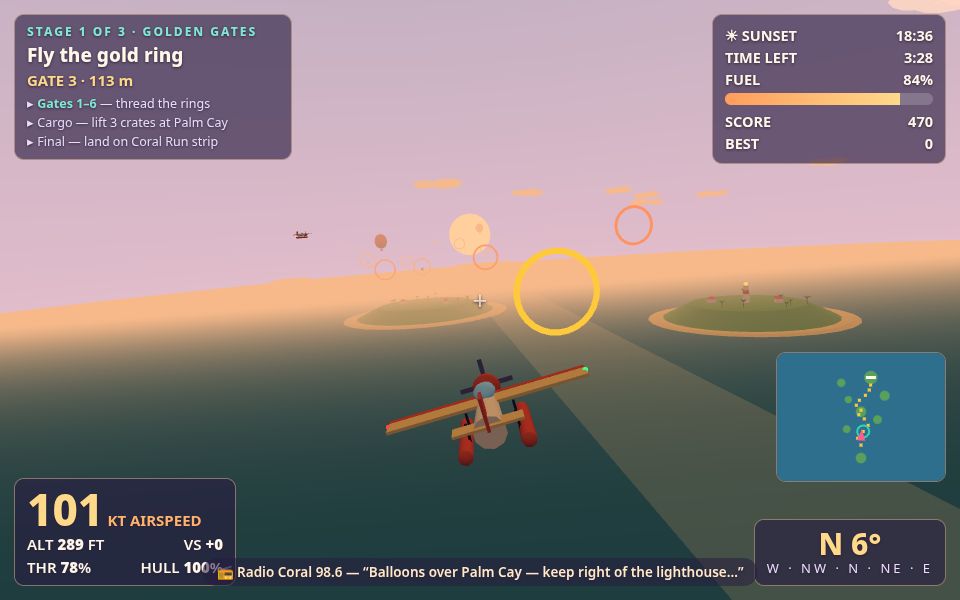 STAGE 1 OF 3 · GOLDEN GATES
Fly the gold ring
GATE 3 · 113 m
▸ Gates 1–6 — thread the rings
▸ Cargo — lift 3 crates at Palm Cay
▸ Final — land on Coral Run strip
☀ SUNSET 18:36
TIME LEFT 3:28
FUEL 84%
SCORE 470
BEST 0
101 KT AIRSPEED
ALT 289 FT VS +0
THR 78% HULL 100%
📻 Radio Coral 98.6 — “Balloons over Palm Cay — keep right of the lighthouse…”
N 6°
W · NW · N · NE · E